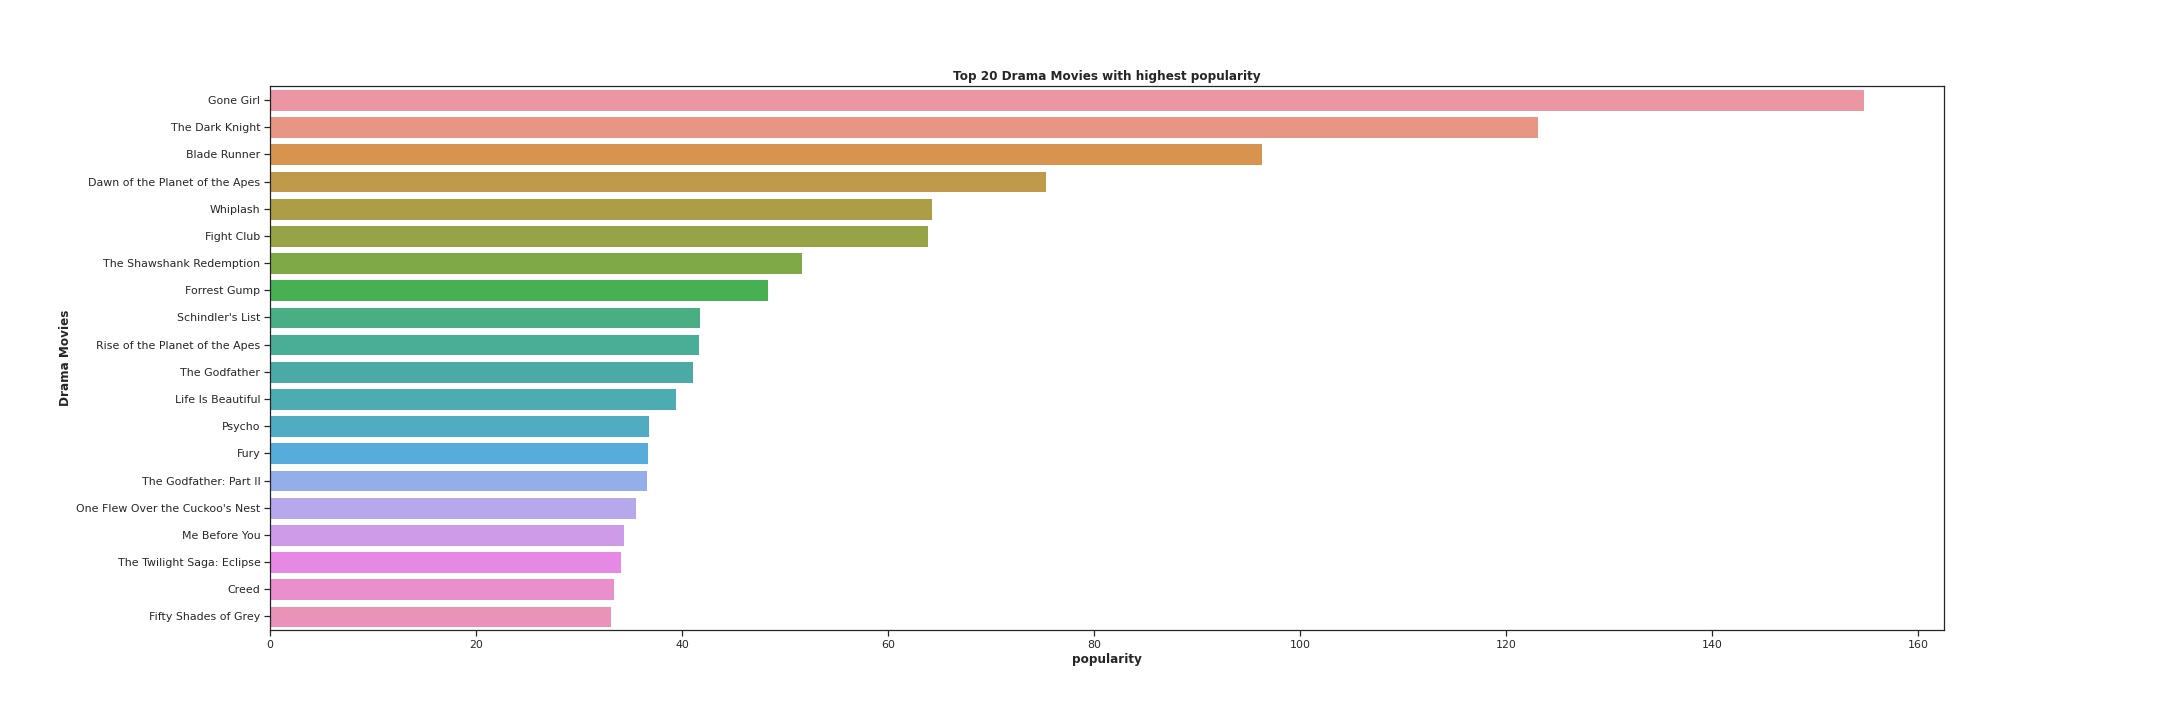 Top 20 Drama Movies with highest popularity
Gone Girl
The Dark Knight
Blade Runner
Dawn of the Planet of the Apes
Whiplash
Fight Club
The Shawshank Redemption
Forrest Gump
Schindler's List
Rise of the Planet of the Apes
The Godfather
Life Is Beautiful
Psycho
Fury
The Godfather: Part II
One Flew Over the Cuckoo's Nest
Me Before You
The Twilight Saga: Eclipse
Creed
Fifty Shades of Grey
Drama Movies
0 20 40 60 80 100 120 140 160
popularity